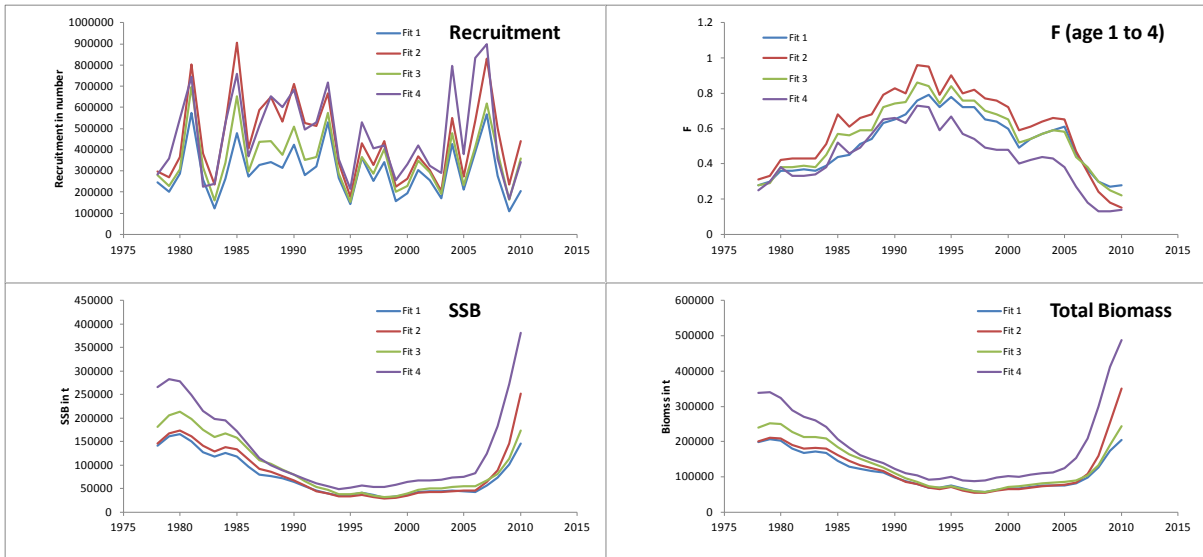 Recruitment
1000000
900000
800000
700000
600000
500000
400000
300000
200000
100000
0
Recruitment in number
Fit 1
Fit 2
Fit 3
Fit 4
1975 1980 1985 1990 1995 2000 2005 2010 2015
F (age 1 to 4)
1.2
1
0.8
0.6
0.4
0.2
0
F
Fit 1
Fit 2
Fit 3
Fit 4
1975 1980 1985 1990 1995 2000 2005 2010 2015
SSB
450000
400000
350000
300000
250000
200000
150000
100000
50000
0
SSB in t
Fit 1
Fit 2
Fit 3
Fit 4
1975 1980 1985 1990 1995 2000 2005 2010 2015
Total Biomass
600000
500000
400000
300000
200000
100000
0
Biomss in t
Fit 1
Fit 2
Fit 3
Fit 4
1975 1980 1985 1990 1995 2000 2005 2010 2015